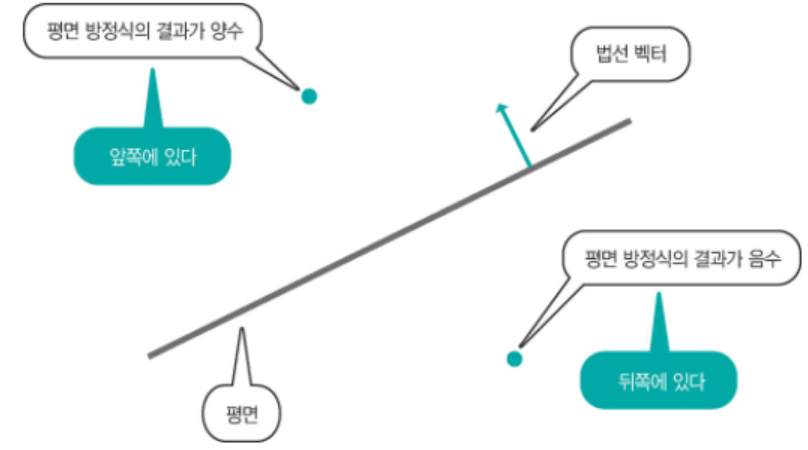 평면 방정식의 결과가 양수
법선 벡터
앞쪽에 있다
평면 방정식의 결과가 음수
뒤쪽에 있다
평면